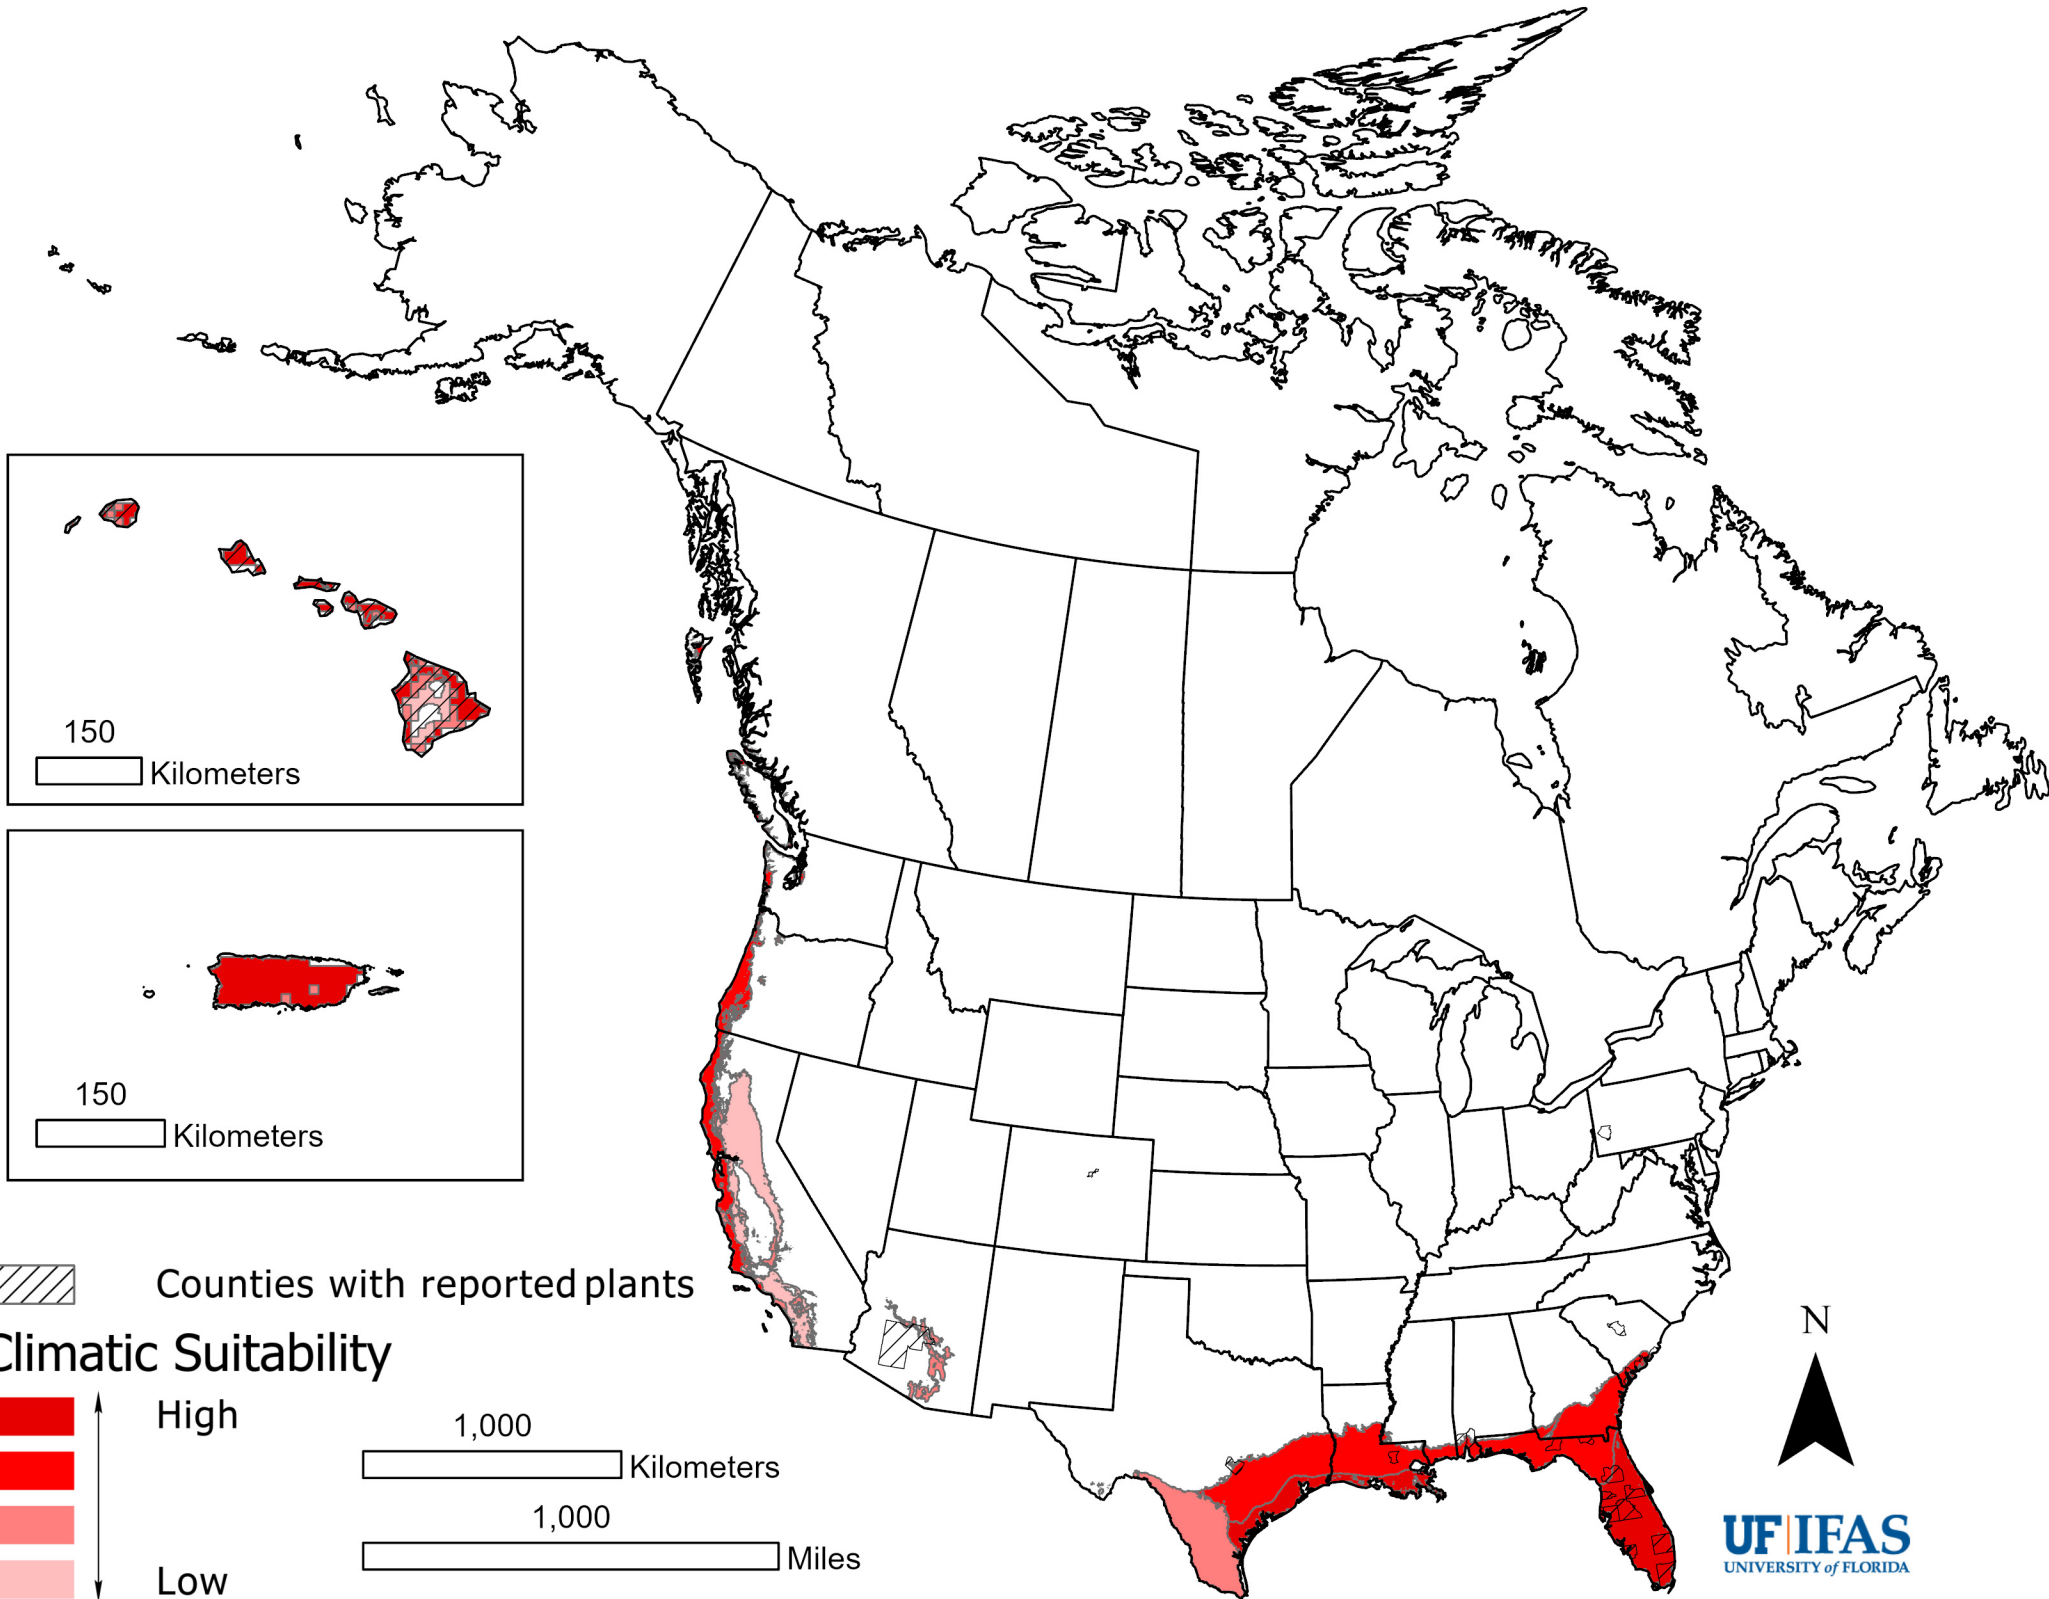 150
Kilometers
150
Kilometers
Counties with reported plants
Climatic Suitability
High
Low
1,000
Kilometers
1,000
Miles
N
UF|IFAS
UNIVERSITY of FLORIDA